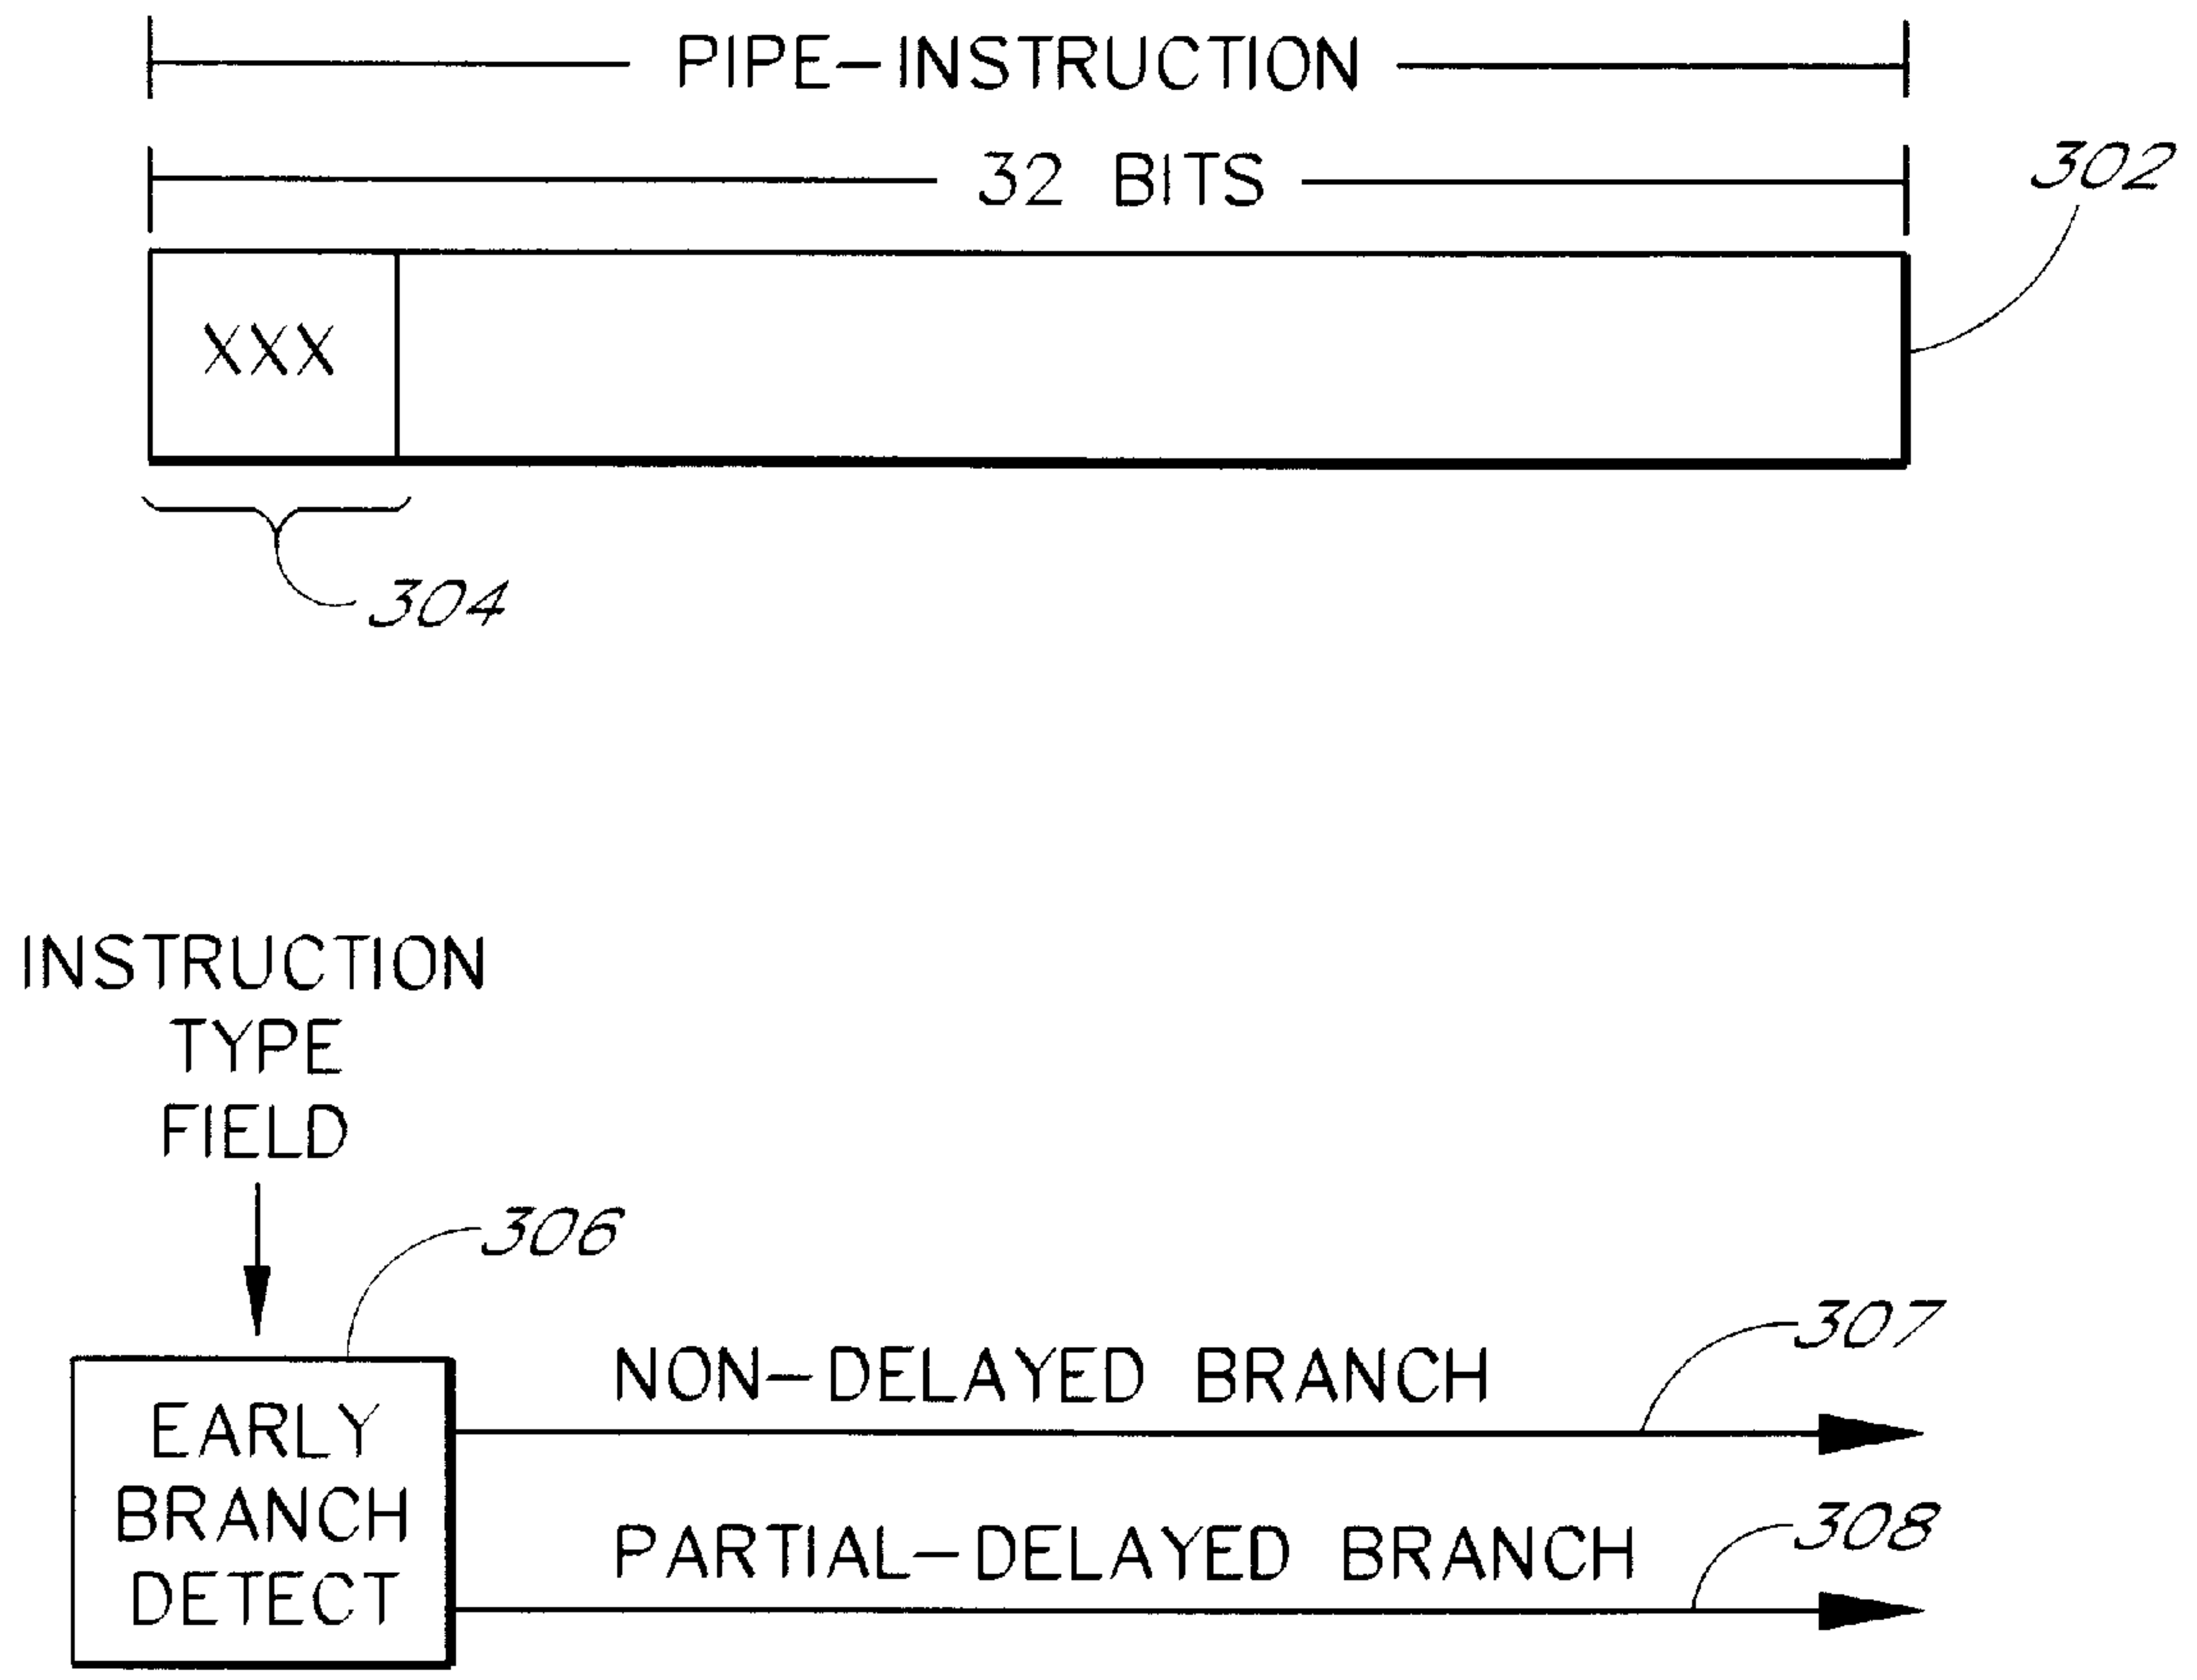 PIPE-INSTRUCTION
32 BITS
302
XXX
304
INSTRUCTION
TYPE
FIELD
306
307
NON-DELAYED BRANCH
EARLY
BRANCH
DETECT
308
PARTIAL-DELAYED BRANCH